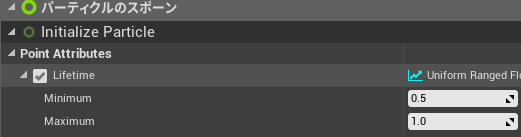 パーティクルのスポーン
Initialize Particle
Point Attributes
Lifetime Uniform Ranged Flo
Minimum 0.5
Maximum 1.0